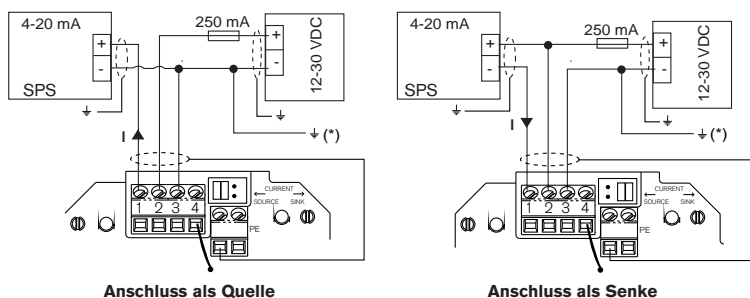 4-20 mA
+
-
SPS
250 mA
+
-
12-30 VDC
(*)
I
1 2 3 4
CURRENT
SOURCE SINK
PE
Anschluss als Quelle
4-20 mA
+
-
SPS
250 mA
+
-
12-30 VDC
(*)
I
1 2 3 4
CURRENT
SOURCE SINK
PE
Anschluss als Senke